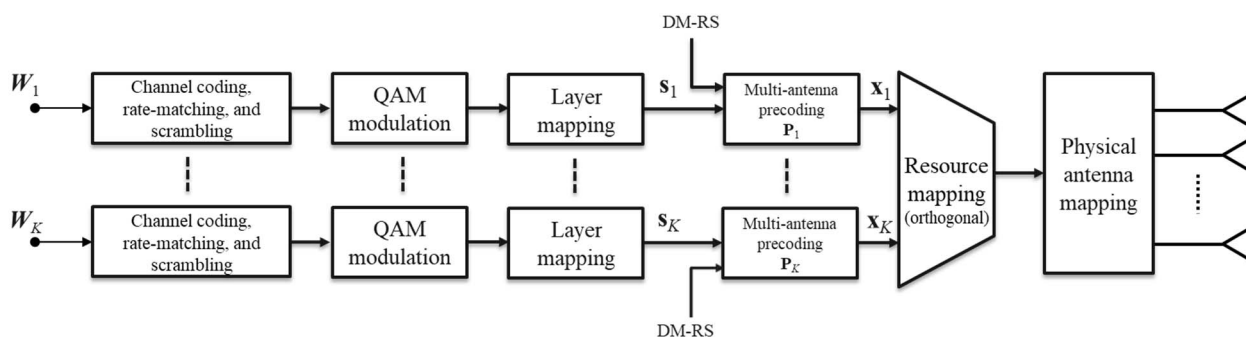 DM-RS
W1
Channel coding,
rate-matching, and
scrambling
QAM
modulation
Layer
mapping
s1
Multi-antenna
precoding
P1
x1
WK
Channel coding,
rate-matching, and
scrambling
QAM
modulation
Layer
mapping
sK
Multi-antenna
precoding
PK
xK
DM-RS
Resource
mapping
(orthogonal)
Physical
antenna
mapping